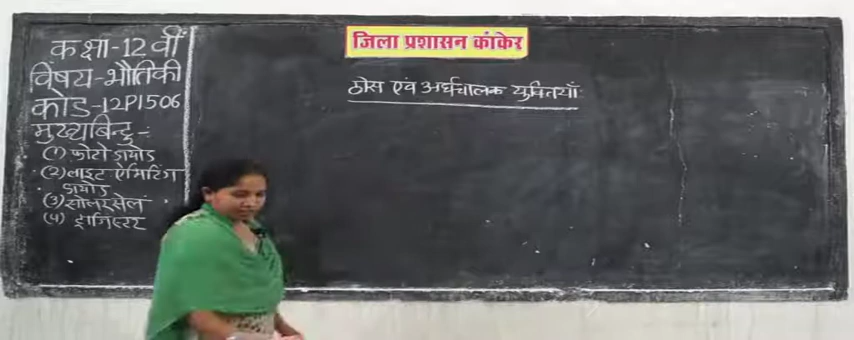 कक्षा-12 वीं
विषय-भौतिकी
कोड-12P1506
मुख्यबिन्दु :-
(1) फोटो डायोड
(2) लाइट ऐमिटिंग
डायोड
(3) सोलर सेल
(4) ट्रांजिस्टर
जिला प्रशासन कांकेर
ठोस एवं अर्धचालक युक्तियाँ